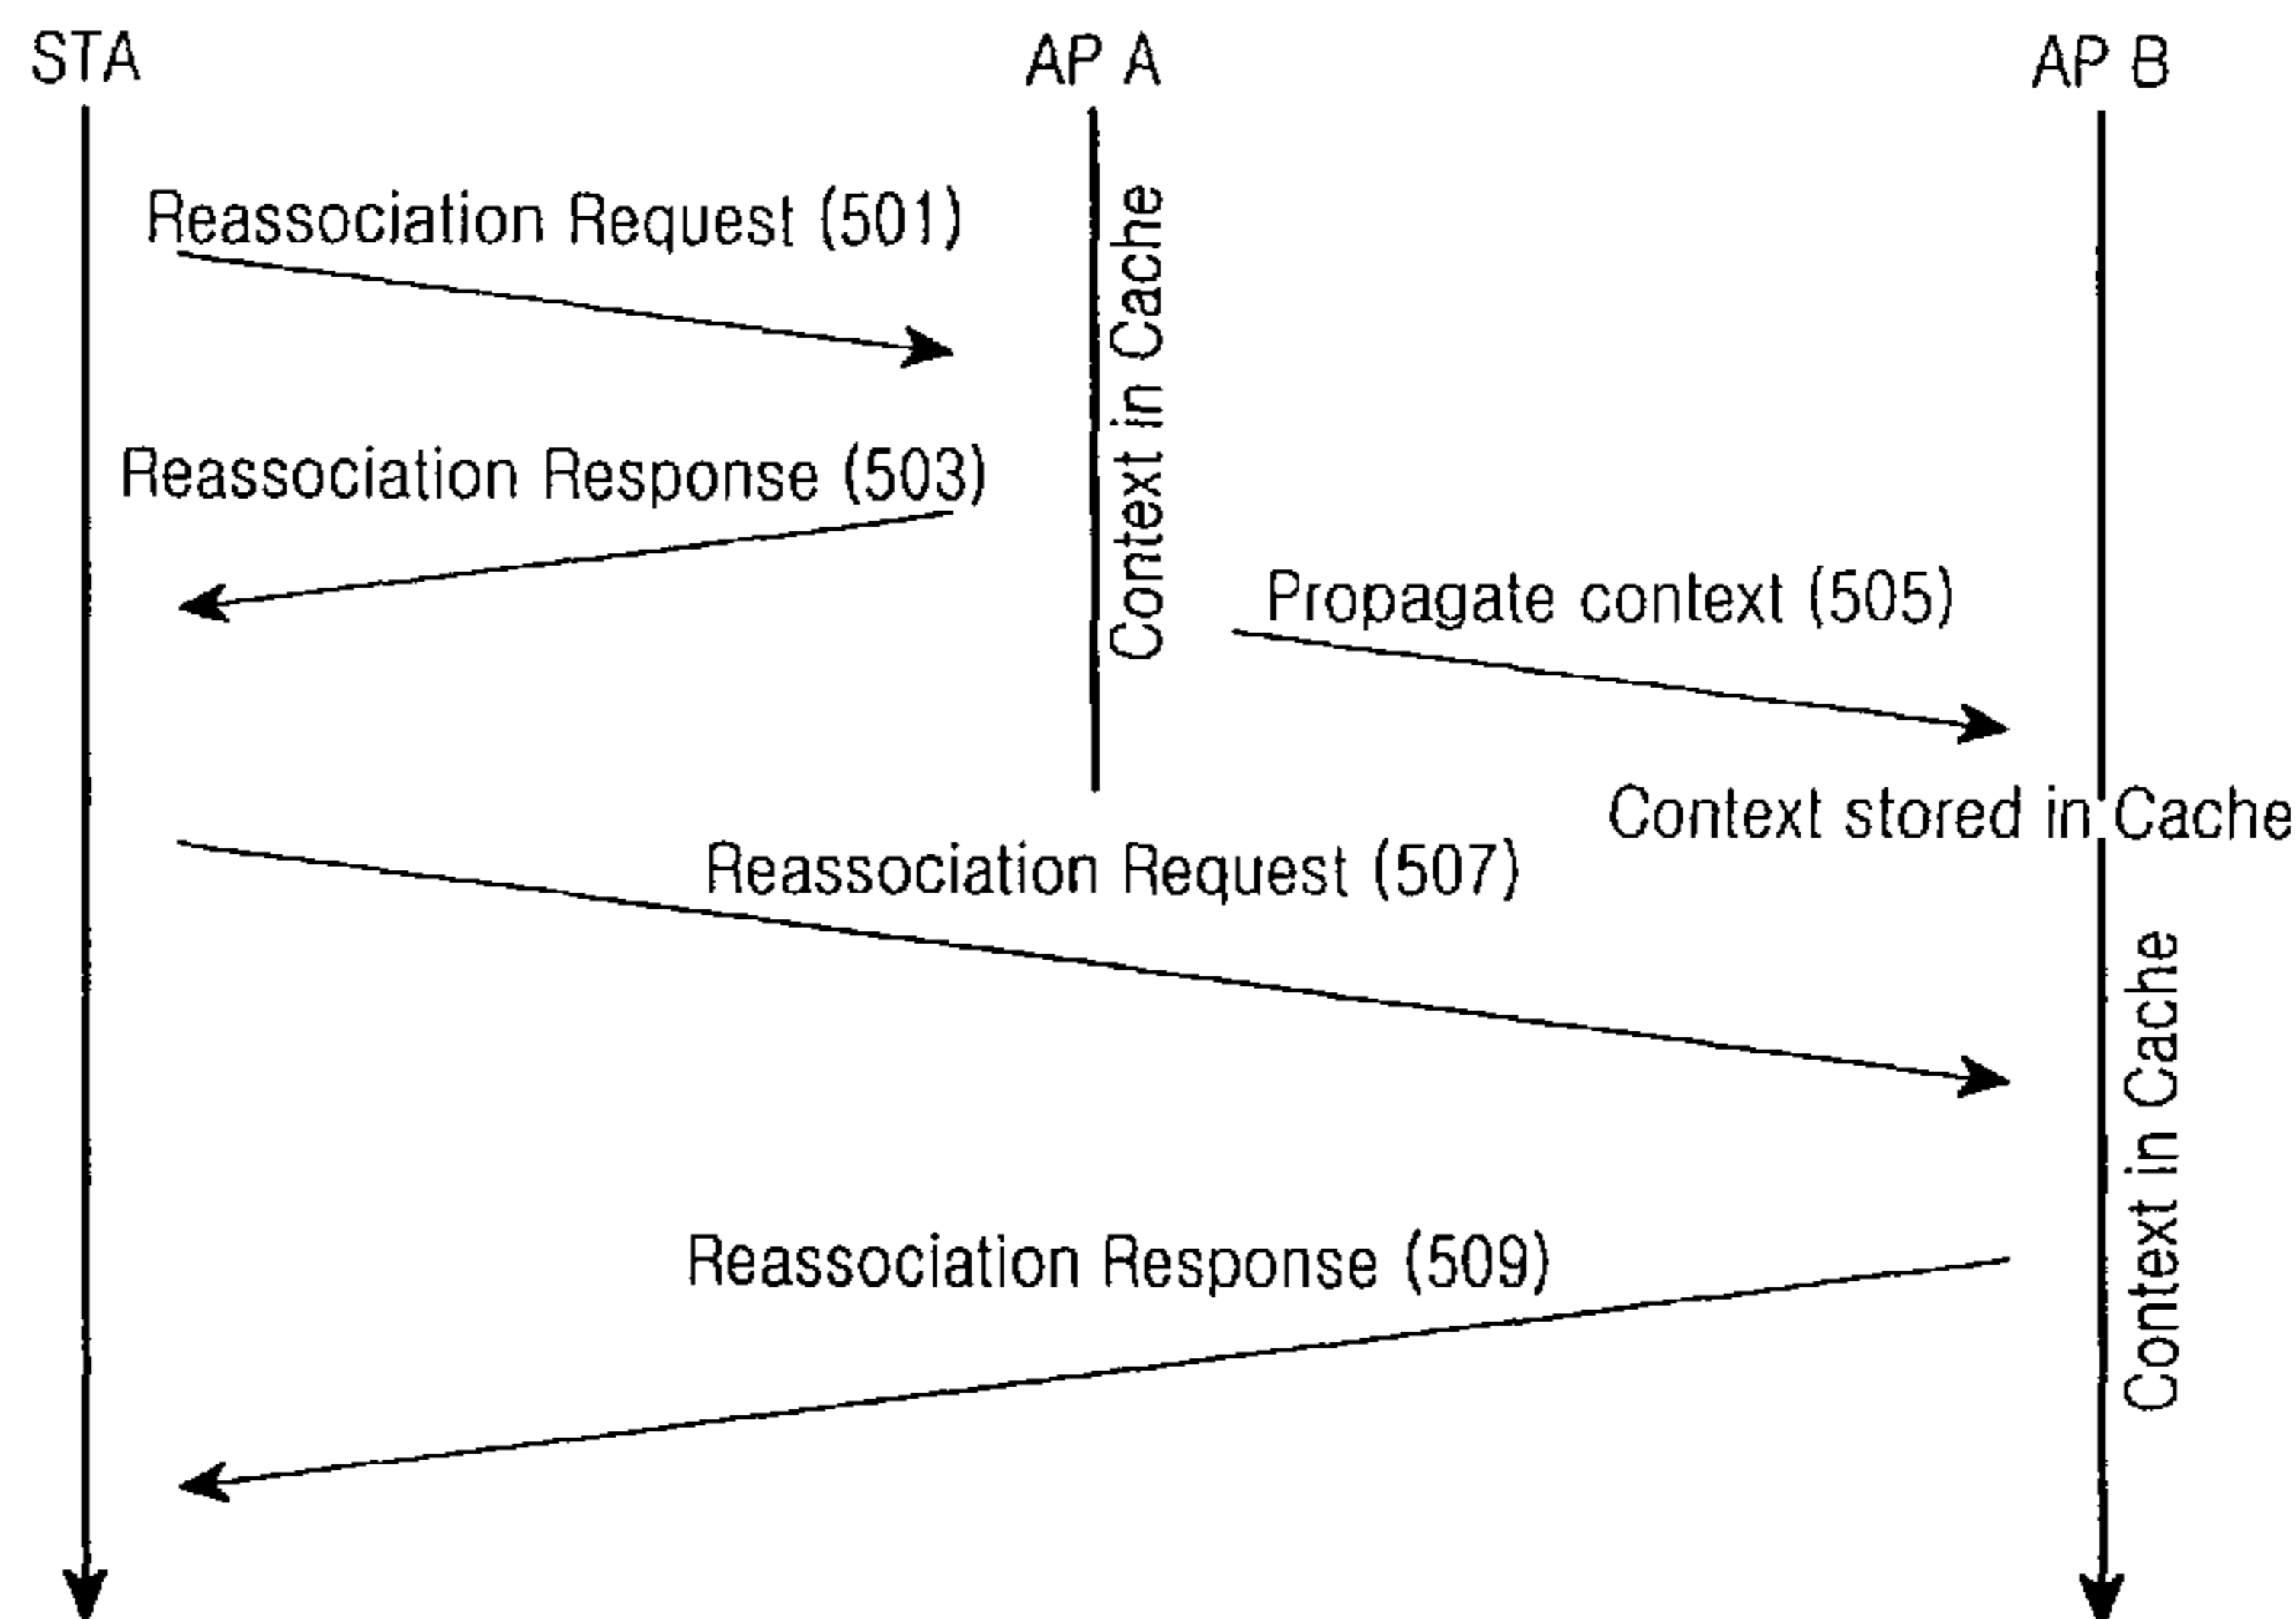 STA
AP A
AP B
Reassociation Request (501)
Context in Cache
Reassociation Response (503)
Propagate context (505)
Context stored in Cache
Reassociation Request (507)
Context in Cache
Reassociation Response (509)